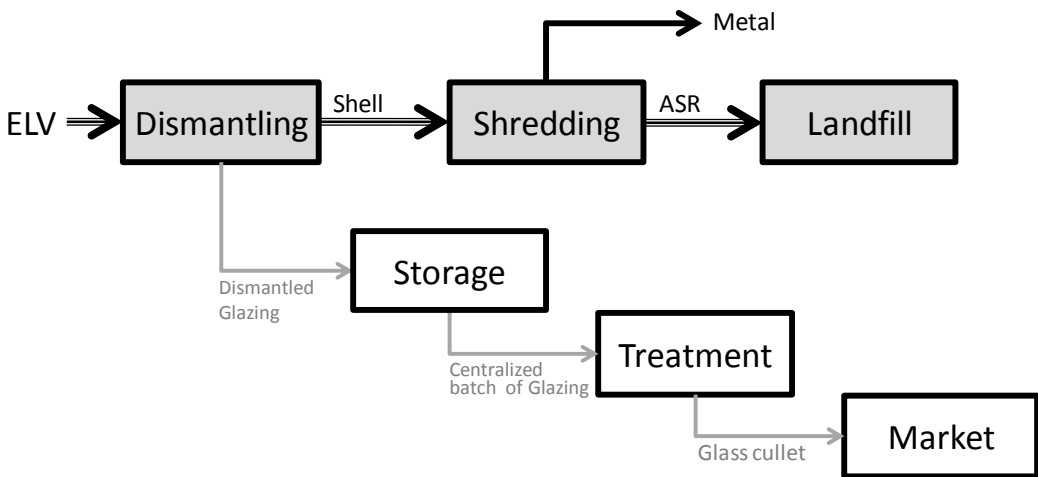 Metal
ELV
Dismantling
Shell
Shredding
ASR
Landfill
Dismantled
Glazing
Storage
Centralized
batch of Glazing
Treatment
Glass cullet
Market